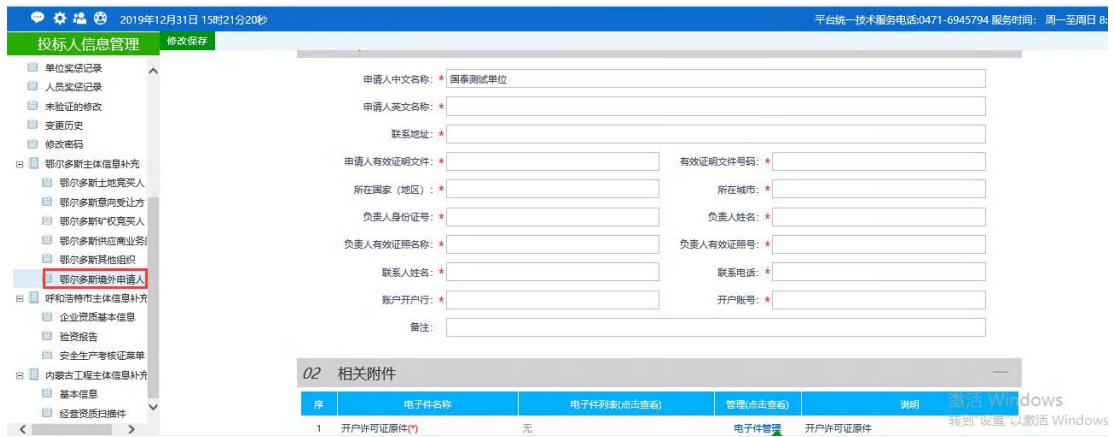 2019年12月31日 15时21分20秒 平台统一技术服务电话:0471-6945794 服务时间: 周一至周日 8:
投标人信息管理 修改保存
单位奖惩记录
人员奖惩记录
未验证的修改
变更历史
修改密码
鄂尔多斯主体信息补充
鄂尔多斯土地竞买人
鄂尔多斯意向受让方
鄂尔多斯矿权竞买人
鄂尔多斯供应商业务
鄂尔多斯其他组织
鄂尔多斯境外申请人
呼和浩特市主体信息补充
企业资质基本信息
验资报告
安全生产考核证菜单
内蒙古工程主体信息补充
基本信息
经营资质扫描件
申请人中文名称: * 国泰测试单位
申请人英文名称: *
联系地址: *
申请人有效证明文件: * 有效证明文件号码: *
所在国家(地区): * 所在城市: *
负责人身份证号: * 负责人姓名: *
负责人有效证照名称: * 负责人有效证照号: *
联系人姓名: * 联系电话: *
账户开户行: * 开户账号: *
备注:
02 相关附件
序 电子件名称 电子件列表(点击查看) 管理(点击查看) 说明
1 开户许可证原件(*) 无 电子件管理 开户许可证原件
激活 Windows
转到"设置"以激活 Windows